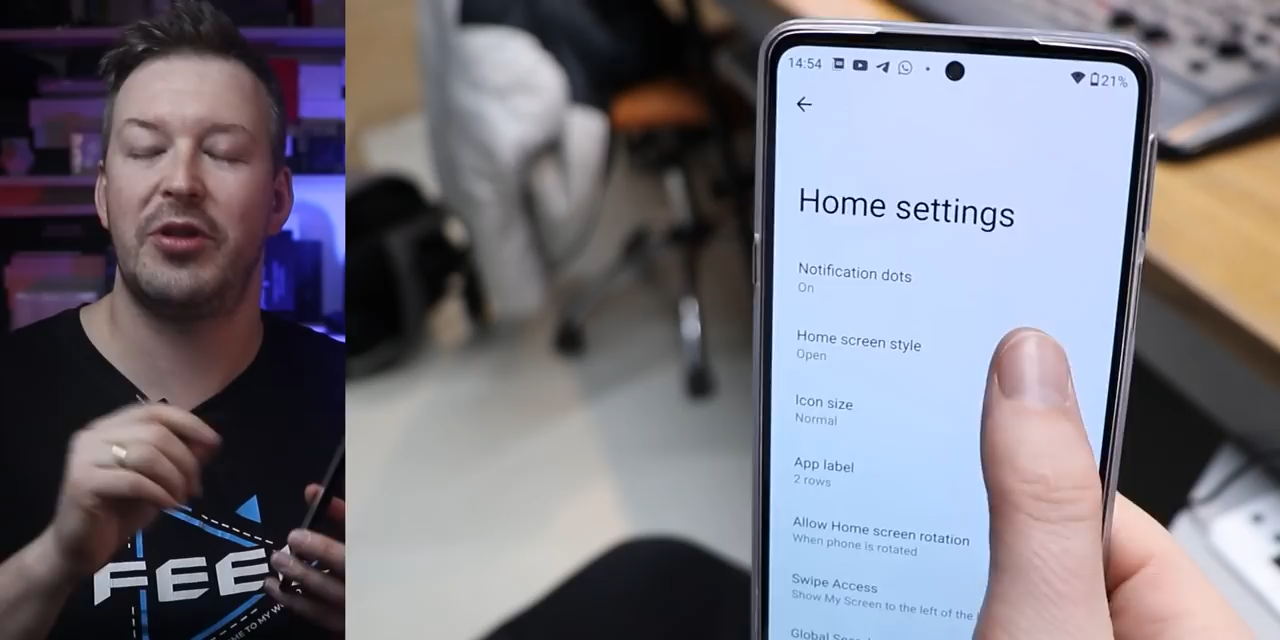 FEE
14:54
21%
Home settings
Notification dots
On
Home screen style
Open
Icon size
Normal
App label
2 rows
Allow Home screen rotation
When phone is rotated
Swipe Access
Show My Screen to the left of the
Global